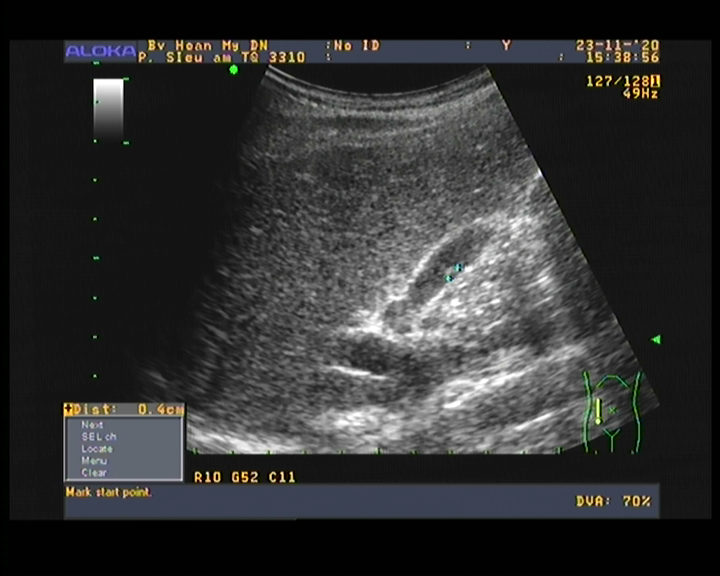 ALOKA Bv Hoan My DN :No ID : Y 23-11-'20
P. Sieu am TQ 3310 : : 15:38:56
127/128
49Hz
+Dist: 0.4cm
Next
SEL ch
Locate
Menu
Clear
R10 G52 C11
Mark start point.
DVA: 70%